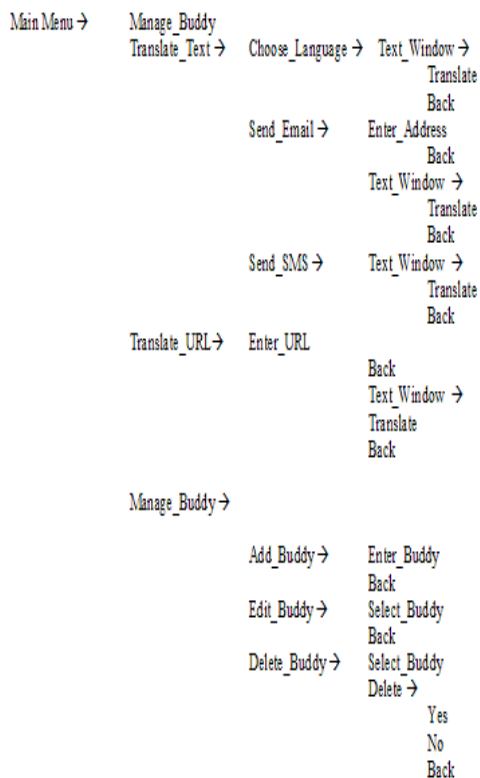 Main Menu → Manage_Buddy
Translate_Text → Choose_Language → Text_Window →
Translate
Back
Send_Email → Enter_Address
Back
Text_Window →
Translate
Back
Send_SMS → Text_Window →
Translate
Back
Translate_URL → Enter_URL
Back
Text_Window →
Translate
Back
Manage_Buddy →
Add_Buddy → Enter_Buddy
Back
Edit_Buddy → Select_Buddy
Back
Delete_Buddy → Select_Buddy
Delete →
Yes
No
Back